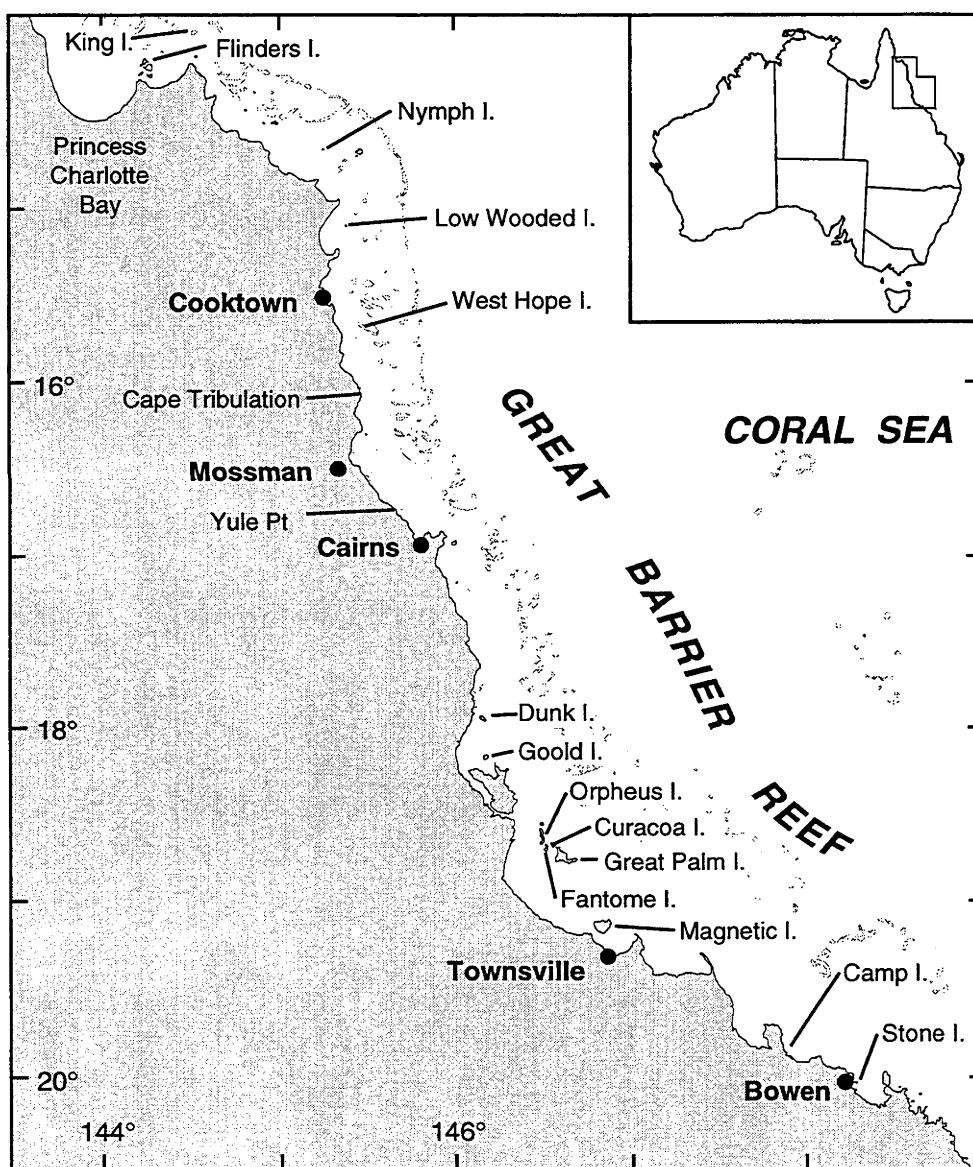 King I.
Flinders I.
Nymph I.
Princess
Charlotte
Bay
Low Wooded I.
Cooktown
West Hope I.
16°
Cape Tribulation
GREAT
CORAL SEA
Mossman
Yule Pt
Cairns
BARRIER
18°
Dunk I.
Goold I.
Orpheus I.
REEF
Curacoa I.
Great Palm I.
Fantome I.
Magnetic I.
Townsville
Camp I.
Stone I.
20°
Bowen
144°
146°